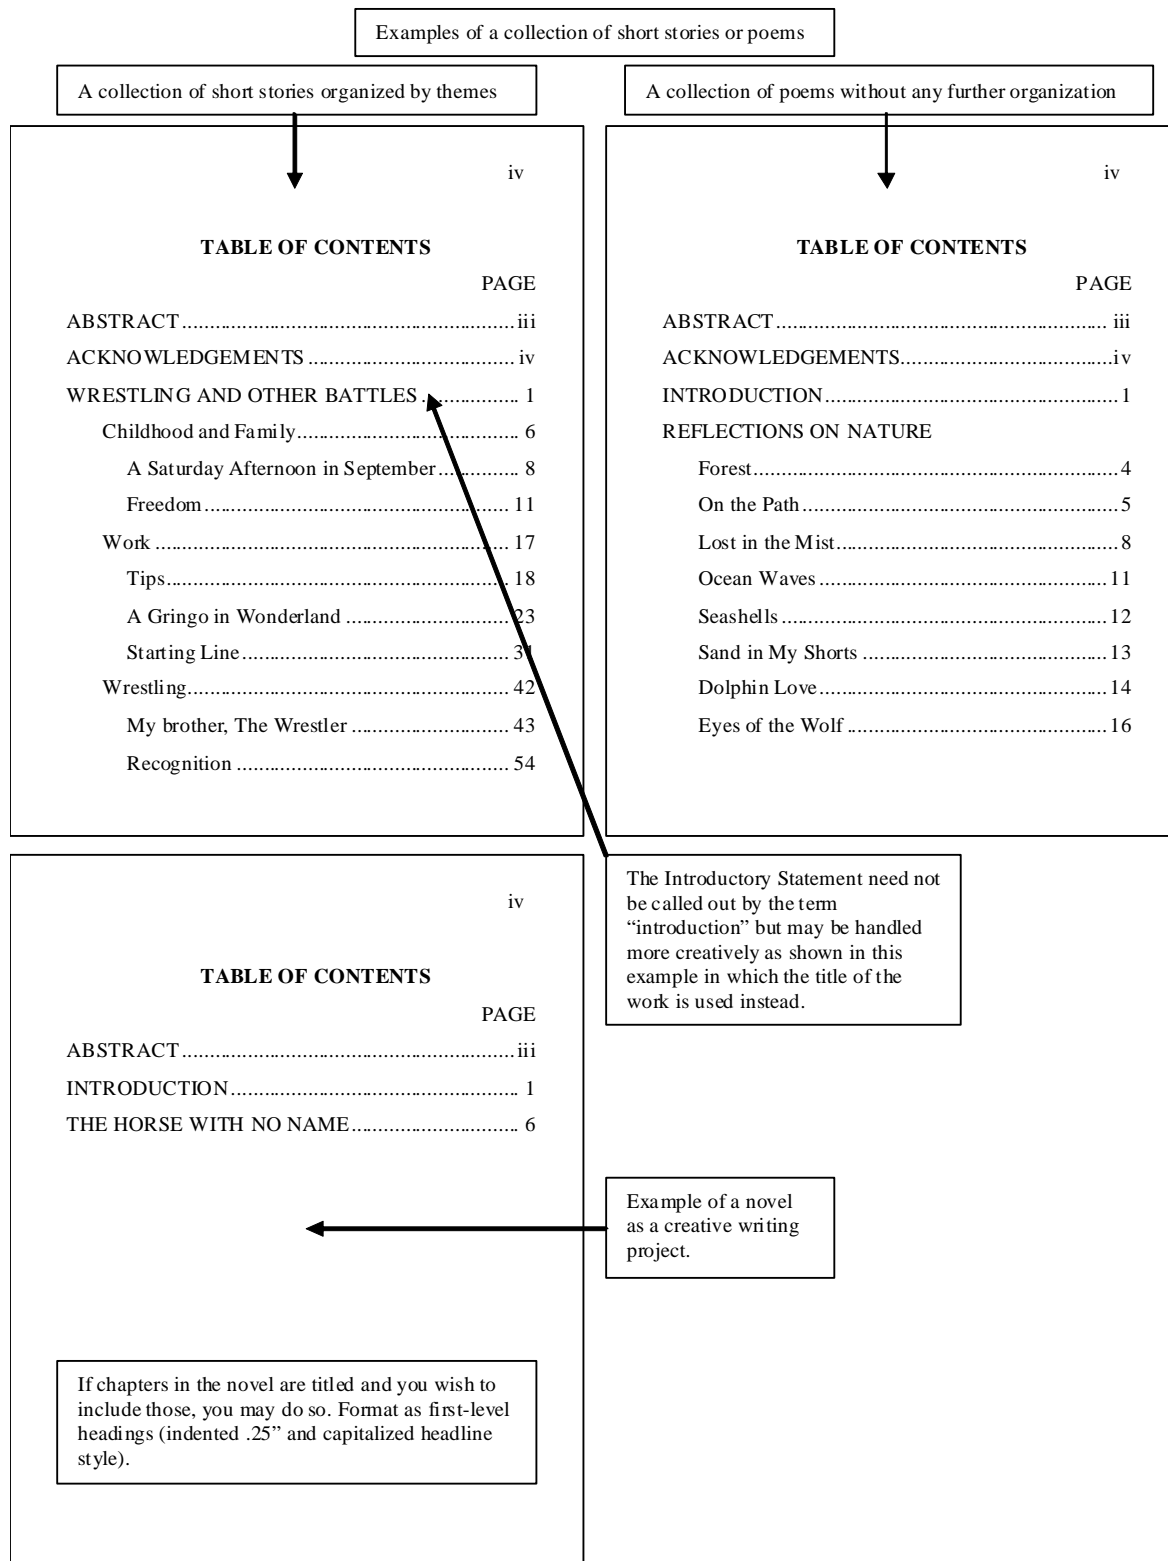 Examples of a collection of short stories or poems
A collection of short stories organized by themes
A collection of poems without any further organization
iv
TABLE OF CONTENTS
PAGE
ABSTRACT ............................................................ iii
ACKNOWLEDGEMENTS ..................................... iv
WRESTLING AND OTHER BATTLES .................. 1
Childhood and Family....................................... 6
A Saturday Afternoon in September............... 8
Freedom....................................................... 11
Work ................................................................ 17
Tips.............................................................. 18
A Gringo in Wonderland .............................. 23
Starting Line................................................ 31
Wrestling.......................................................... 42
My brother, The Wrestler ............................. 43
Recognition ................................................. 54
iv
TABLE OF CONTENTS
PAGE
ABSTRACT............................................................ iii
ACKNOWLEDGEMENTS......................................iv
INTRODUCTION................................................... 1
REFLECTIONS ON NATURE
Forest................................................................4
On the Path.......................................................5
Lost in the Mist.................................................8
Ocean Waves...................................................11
Seashells..........................................................12
Sand in My Shorts ...........................................13
Dolphin Love...................................................14
Eyes of the Wolf ..............................................16
iv
TABLE OF CONTENTS
PAGE
ABSTRACT ............................................................ iii
INTRODUCTION................................................... 1
THE HORSE WITH NO NAME.............................. 6
The Introductory Statement need not
be called out by the term
“introduction” but may be handled
more creatively as shown in this
example in which the title of the
work is used instead.
Example of a novel
as a creative writing
project.
If chapters in the novel are titled and you wish to
include those, you may do so. Format as first-level
headings (indented .25” and capitalized headline
style).